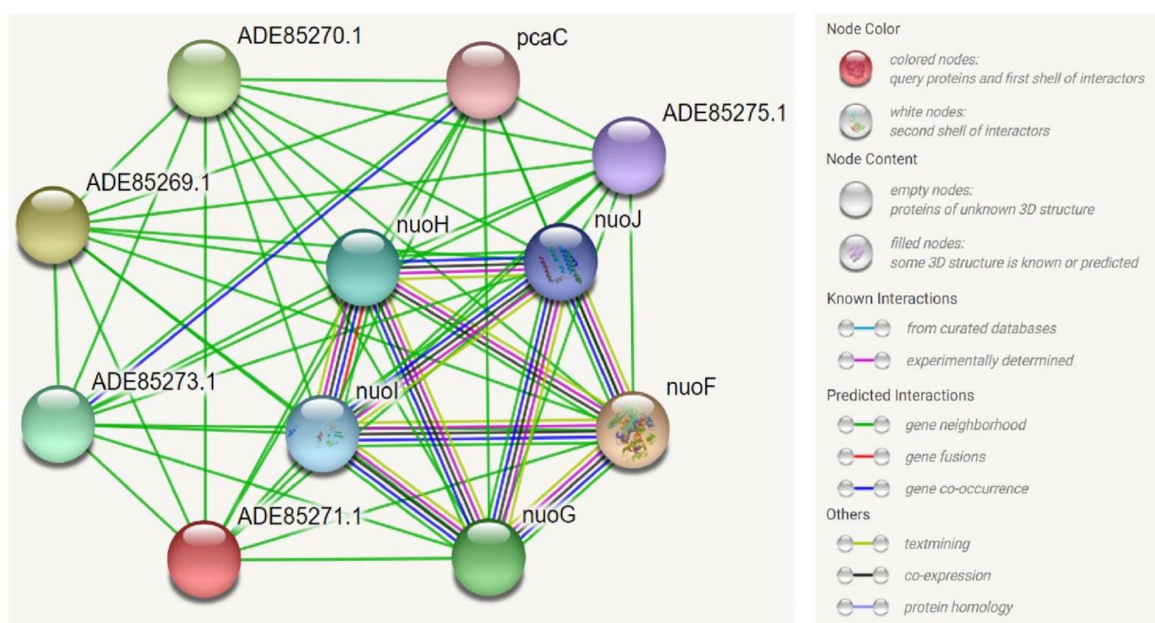 ADE85270.1
pcaC
ADE85275.1
ADE85269.1
nuoH
nuoJ
ADE85273.1
nuoI
nuoF
ADE85271.1
nuoG
Node Color
colored nodes:
query proteins and first shell of interactors
white nodes:
second shell of interactors
Node Content
empty nodes:
proteins of unknown 3D structure
filled nodes:
some 3D structure is known or predicted
Known Interactions
from curated databases
experimentally determined
Predicted Interactions
gene neighborhood
gene fusions
gene co-occurrence
Others
textmining
co-expression
protein homology